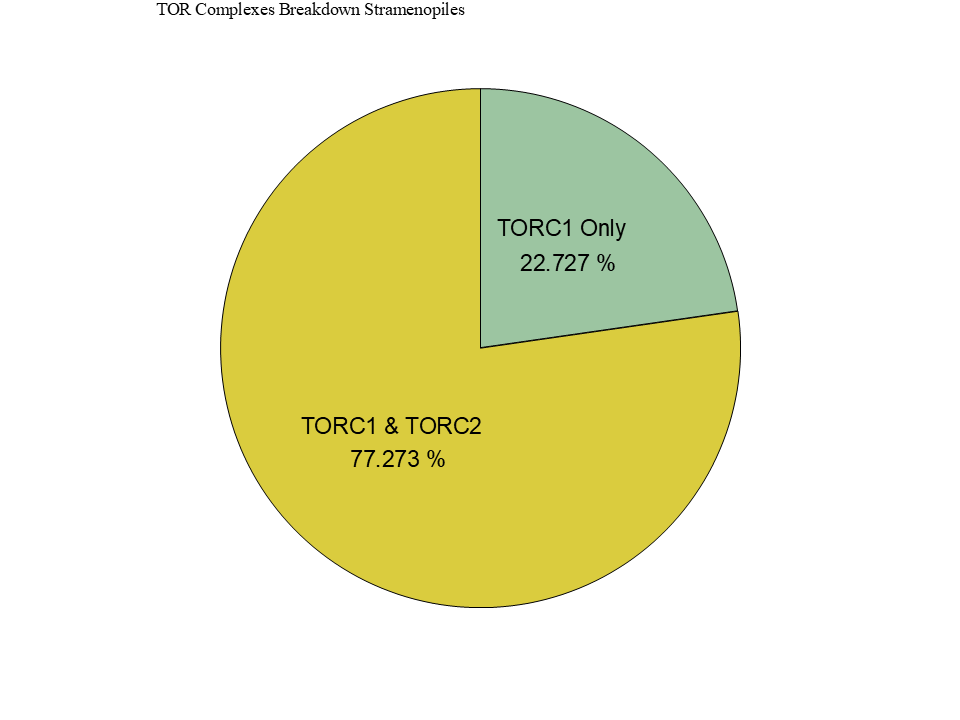 TOR Complexes Breakdown Stramenopiles
TORC1 Only
22.727 %
TORC1 & TORC2
77.273 %